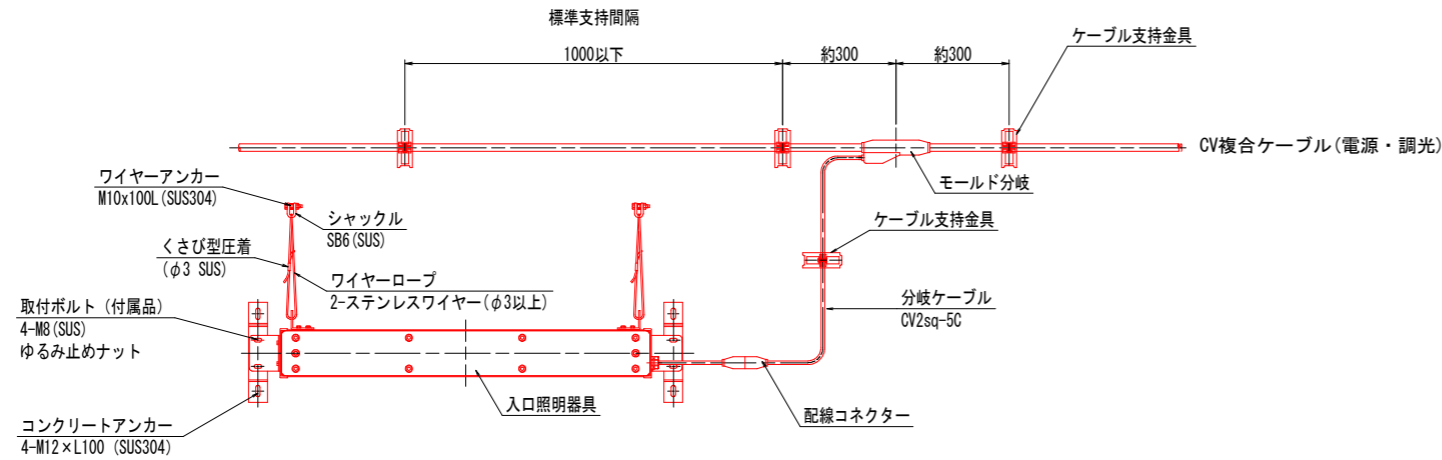 標準支持間隔
1000以下
約300
約300
ケーブル支持金具
CV複合ケーブル(電源・調光)
モールド分岐
ワイヤーアンカー
M10x100L(SUS304)
シャックル
SB6(SUS)
くさび型圧着
(φ3 SUS)
ワイヤーロープ
2-ステンレスワイヤー(φ3以上)
ケーブル支持金具
分岐ケーブル
CV2sq-5C
取付ボルト (付属品)
4-M8(SUS)
ゆるみ止めナット
入口照明器具
配線コネクター
コンクリートアンカー
4-M12×L100 (SUS304)